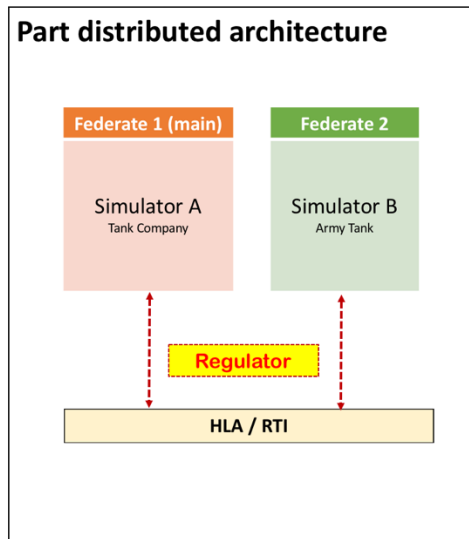 Part distributed architecture
Federate 1 (main)
Federate 2
Simulator A
Tank Company
Simulator B
Army Tank
Regulator
HLA / RTI